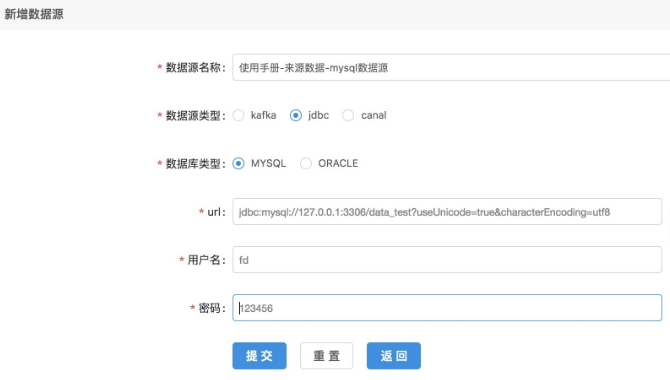 新增数据源
* 数据源名称: 使用手册-来源数据-mysql数据源
* 数据源类型: kafka jdbc canal
* 数据库类型: MYSQL ORACLE
* url: jdbc:mysql://127.0.0.1:3306/data_test?useUnicode=true&characterEncoding=utf8
* 用户名: fd
* 密码: 123456
提交 重置 返回